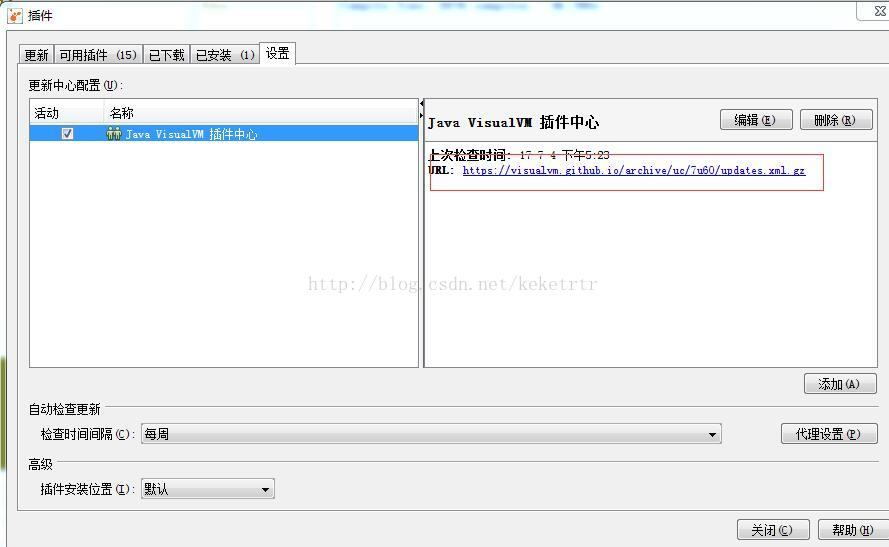 插件
更新 可用插件 (15) 已下载 已安装 (1) 设置
更新中心配置(U):
活动 名称
Java VisualVM 插件中心
Java VisualVM 插件中心 编辑(E) 删除(R)
上次检查时间: 17-7-4 下午5:23
URL: https://visualvm.github.io/archive/uc/7u60/updates.xml.gz
http://blog.csdn.net/keketrtr
添加(A)
自动检查更新
检查时间间隔(C): 每周 代理设置(P)
高级
插件安装位置(I): 默认
关闭(C) 帮助(H)